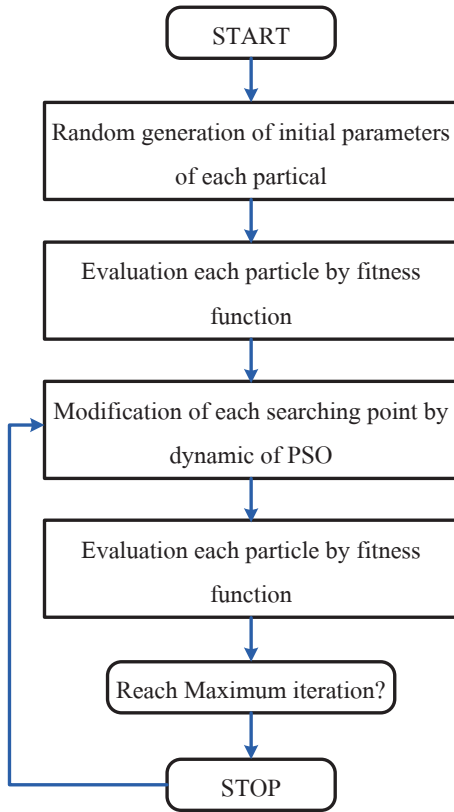 START
Random generation of initial parameters
of each partical
Evaluation each particle by fitness
function
Modification of each searching point by
dynamic of PSO
Evaluation each particle by fitness
function
Reach Maximum iteration?
STOP